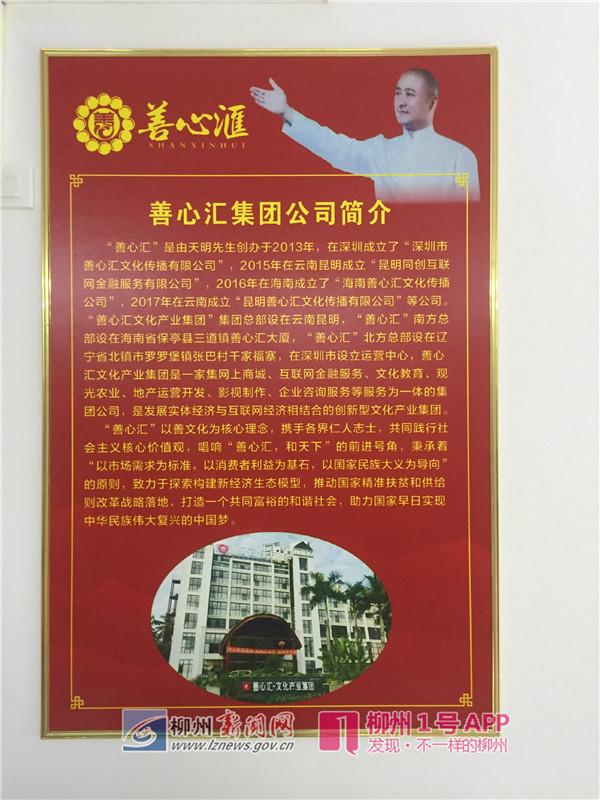 善心滙
SHANXINHUI
善心汇集团公司简介
“善心汇”是由天明先生创办于2013年，在深圳成立了“深圳市
善心汇文化传播有限公司”，2015年在云南昆明成立“昆明同创互联
网金融服务有限公司”，2016年在海南成立了“海南善心汇文化传播
公司”，2017年在云南成立“昆明善心汇文化传播有限公司”等公司。
“善心汇文化产业集团”集团总部设在云南昆明，“善心汇”南方总
部设在海南省保亭县三道镇善心汇大厦，“善心汇”北方总部设在辽
宁省北镇市罗罗堡镇张巴村千家福寨，在深圳市设立运营中心，善心
汇文化产业集团是一家集网上商城、互联网金融服务、文化教育、观
光农业、地产运营开发、影视制作、企业咨询服务等服务为一体的集
团公司，是发展实体经济与互联网经济相结合的创新型文化产业集团。
“善心汇”以善文化为核心理念，携手各界仁人志士，共同践行社
会主义核心价值观，唱响“善心汇，和天下”的前进号角，秉承着
“以市场需求为标准，以消费者利益为基石，以国家民族大义为导向”
的原则，致力于探索构建新经济生态模型，推动国家精准扶贫和供给
则改革战略落地，打造一个共同富裕的和谐社会，助力国家早日实现
中华民族伟大复兴的中国梦。
善心汇·文化产业集团
柳州新闻网
www.lznews.gov.cn
柳州1号APP
发现·不一样的柳州